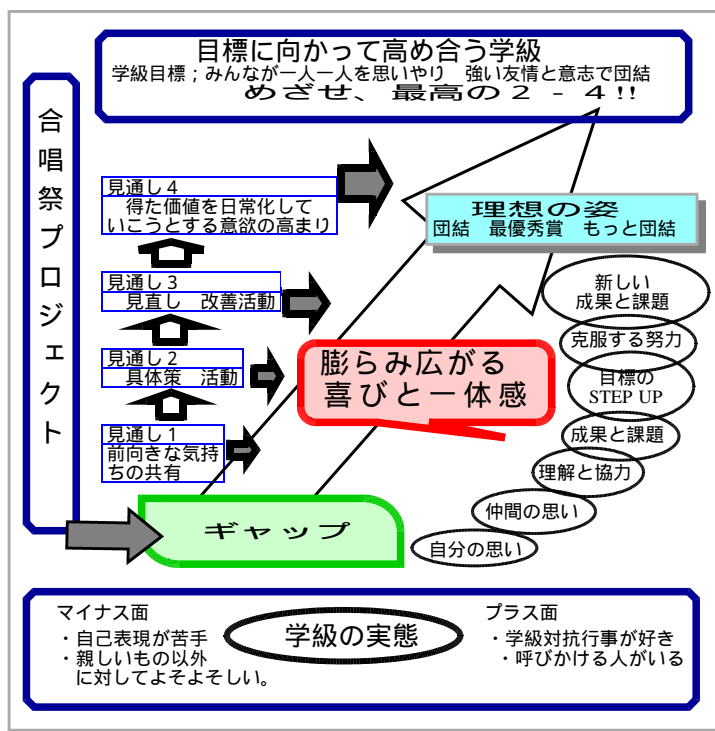 目標に向かって高め合う学級
学級目標；みんなが一人一人を思いやり　強い友情と意志で団結
めざせ、最高の２‐４!!
合唱祭プロジェクト
見通し４
得た価値を日常化して
いこうとする意欲の高まり
理想の姿
団結　最優秀賞　もっと団結
見通し３
見直し　改善活動
新しい
成果と課題
克服する努力
見通し２
具体策　活動
膨らみ広がる
喜びと一体感
目標の
STEP UP
見通し１
前向きな気持
ちの共有
成果と課題
理解と協力
仲間の思い
自分の思い
ギャップ
マイナス面
・自己表現が苦手
・親しいもの以外
に対してよそよそしい。
学級の実態
プラス面
・学級対抗行事が好き
・呼びかける人がいる